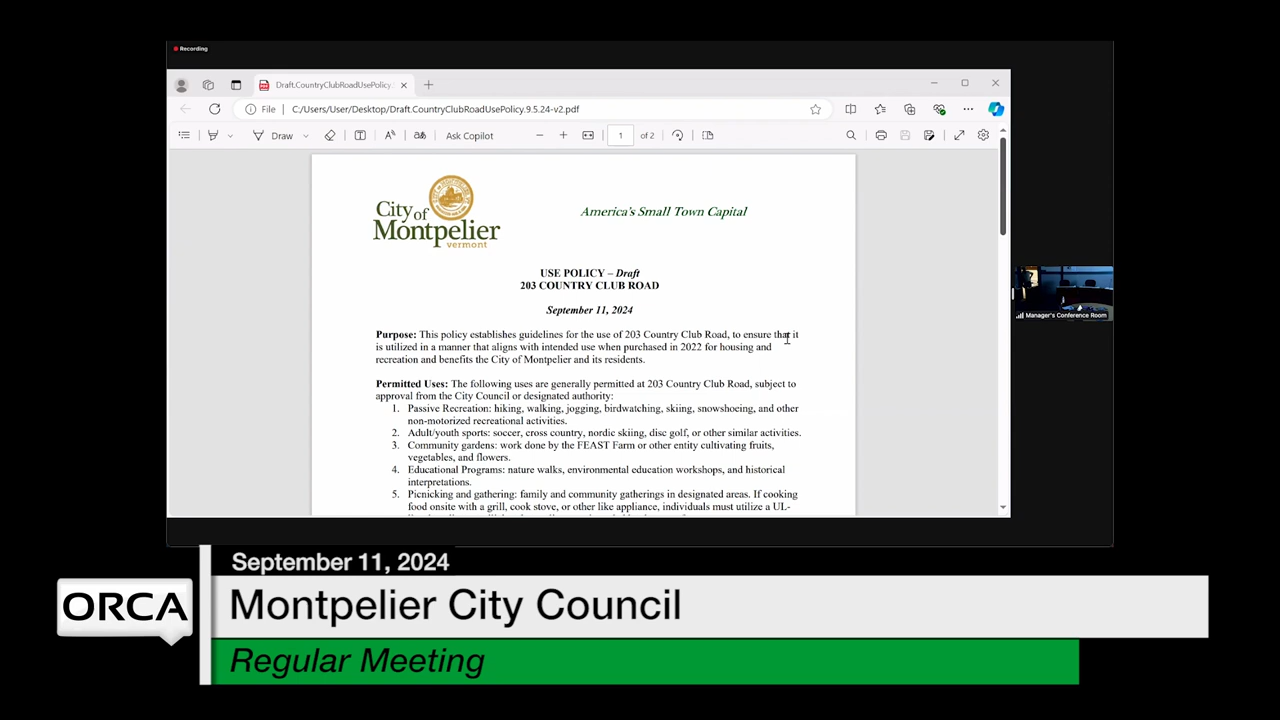 Recording
Draft.CountryClubRoadUsePolicy.
File C:/Users/User/Desktop/Draft.CountryClubRoadUsePolicy.9.5.24-v2.pdf
Draw
Ask Copilot
1 of 2
City of
Montpelier
vermont
America's Small Town Capital
USE POLICY – Draft
203 COUNTRY CLUB ROAD
September 11, 2024
Purpose: This policy establishes guidelines for the use of 203 Country Club Road, to ensure that it
is utilized in a manner that aligns with intended use when purchased in 2022 for housing and
recreation and benefits the City of Montpelier and its residents.
Permitted Uses: The following uses are generally permitted at 203 Country Club Road, subject to
approval from the City Council or designated authority:
1. Passive Recreation: hiking, walking, jogging, birdwatching, skiing, snowshoeing, and other
non-motorized recreational activities.
2. Adult/youth sports: soccer, cross country, nordic skiing, disc golf, or other similar activities.
3. Community gardens: work done by the FEAST Farm or other entity cultivating fruits,
vegetables, and flowers.
4. Educational Programs: nature walks, environmental education workshops, and historical
interpretations.
5. Picnicking and gathering: family and community gatherings in designated areas. If cooking
food onsite with a grill, cook stove, or other like appliance, individuals must utilize a UL-
Manager's Conference Room
September 11, 2024
ORCA
Montpelier City Council
Regular Meeting